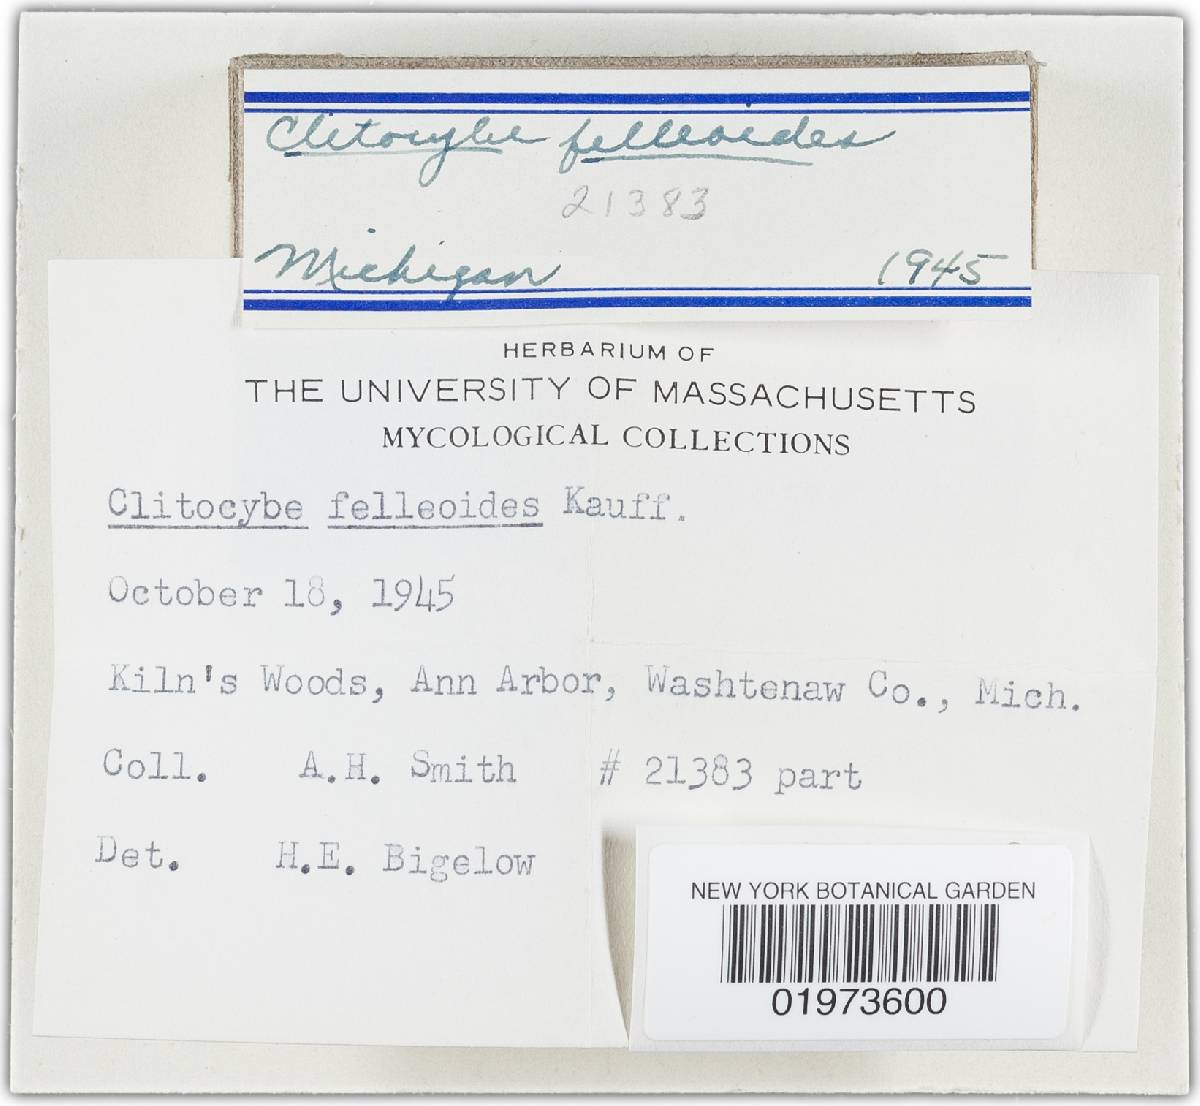 Clitocybe felleoides
21383
Michigan 1945
HERBARIUM OF
THE UNIVERSITY OF MASSACHUSETTS
MYCOLOGICAL COLLECTIONS
Clitocybe felleoides Kauff.
October 18, 1945
Kiln's Woods, Ann Arbor, Washtenaw Co., Mich.
Coll. A.H. Smith # 21383 part
Det. H.E. Bigelow
NEW YORK BOTANICAL GARDEN
01973600